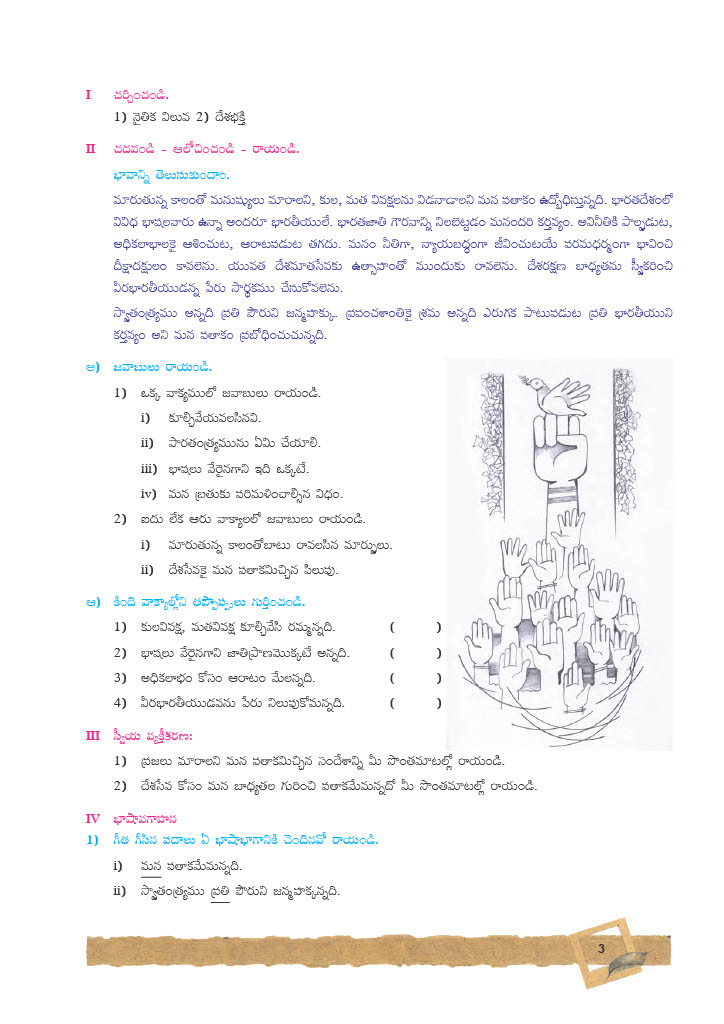 I చర్చించండి.
1) నైతిక విలువ 2) దేశభక్తి
II చదవండి - ఆలోచించండి - రాయండి.
భావాన్ని తెలుసుకుందాం.
మారుతున్న కాలంతో మనుష్యులు మారాలని, కుల, మత వివక్షలను విడనాడాలని మన పతాకం ఉద్బోధిస్తున్నది. భారతదేశంలో
వివిధ భాషలవారు ఉన్నా అందరూ భారతీయులే. భారతజాతి గౌరవాన్ని నిలబెట్టడం మనందరి కర్తవ్యం. అవినీతికి పాల్పడుట,
అధికలాభాలకై ఆశించుట, ఆరాటపడుట తగదు. మనం నీతిగా, న్యాయబద్ధంగా జీవించుటయే పరమధర్మంగా భావించి
దీక్షాదక్షులం కావలెను. యువత దేశమాతసేవకు ఉత్సాహంతో ముందుకు రావలెను. దేశరక్షణ బాధ్యతను స్వీకరించి
వీరభారతీయుడన్న పేరు సార్థకము చేసుకోవలెను.
స్వాతంత్ర్యము అన్నది ప్రతి పౌరుని జన్మహక్కు. ప్రపంచశాంతికై శ్రమ అన్నది ఎరుగక పాటుపడుట ప్రతి భారతీయుని
కర్తవ్యం అని మన పతాకం ప్రబోధించుచున్నది.
అ) జవాబులు రాయండి.
1) ఒక్క వాక్యములో జవాబులు రాయండి.
i) కూల్చివేయవలసినవి.
ii) పారతంత్ర్యమును ఏమి చేయాలి.
iii) భాషలు వేరైనగాని ఇది ఒక్కటే.
iv) మన బ్రతుకు పరిమళించాల్సిన విధం.
2) ఐదు లేక ఆరు వాక్యాలలో జవాబులు రాయండి.
i) మారుతున్న కాలంతోబాటు రావలసిన మార్పులు.
ii) దేశసేవకై మన పతాకమిచ్చిన పిలుపు.
ఆ) కింది వాక్యాల్లోని తప్పొప్పులు గుర్తించండి.
1) కులవివక్ష, మతవివక్ష కూల్చివేసి రమ్మన్నది. ( )
2) భాషలు వేరైనగాని జాతిప్రాణమొక్కటే అన్నది. ( )
3) అధికలాభం కోసం ఆరాటం మేలన్నది. ( )
4) వీరభారతీయుడవను పేరు నిలుపుకోమన్నది. ( )
III స్వీయ వ్యక్తీకరణ:
1) ప్రజలు మారాలని మన పతాకమిచ్చిన సందేశాన్ని మీ సొంతమాటల్లో రాయండి.
2) దేశసేవ కోసం మన బాధ్యతల గురించి పతాకమేమన్నదో మీ సొంతమాటల్లో రాయండి.
IV భాషావగాహన
1) గీత గీసిన పదాలు ఏ భాషాభాగానికి చెందినవో రాయండి.
i) మన పతాకమేమన్నది.
ii) స్వాతంత్ర్యము ప్రతి పౌరుని జన్మహక్కన్నది.
3